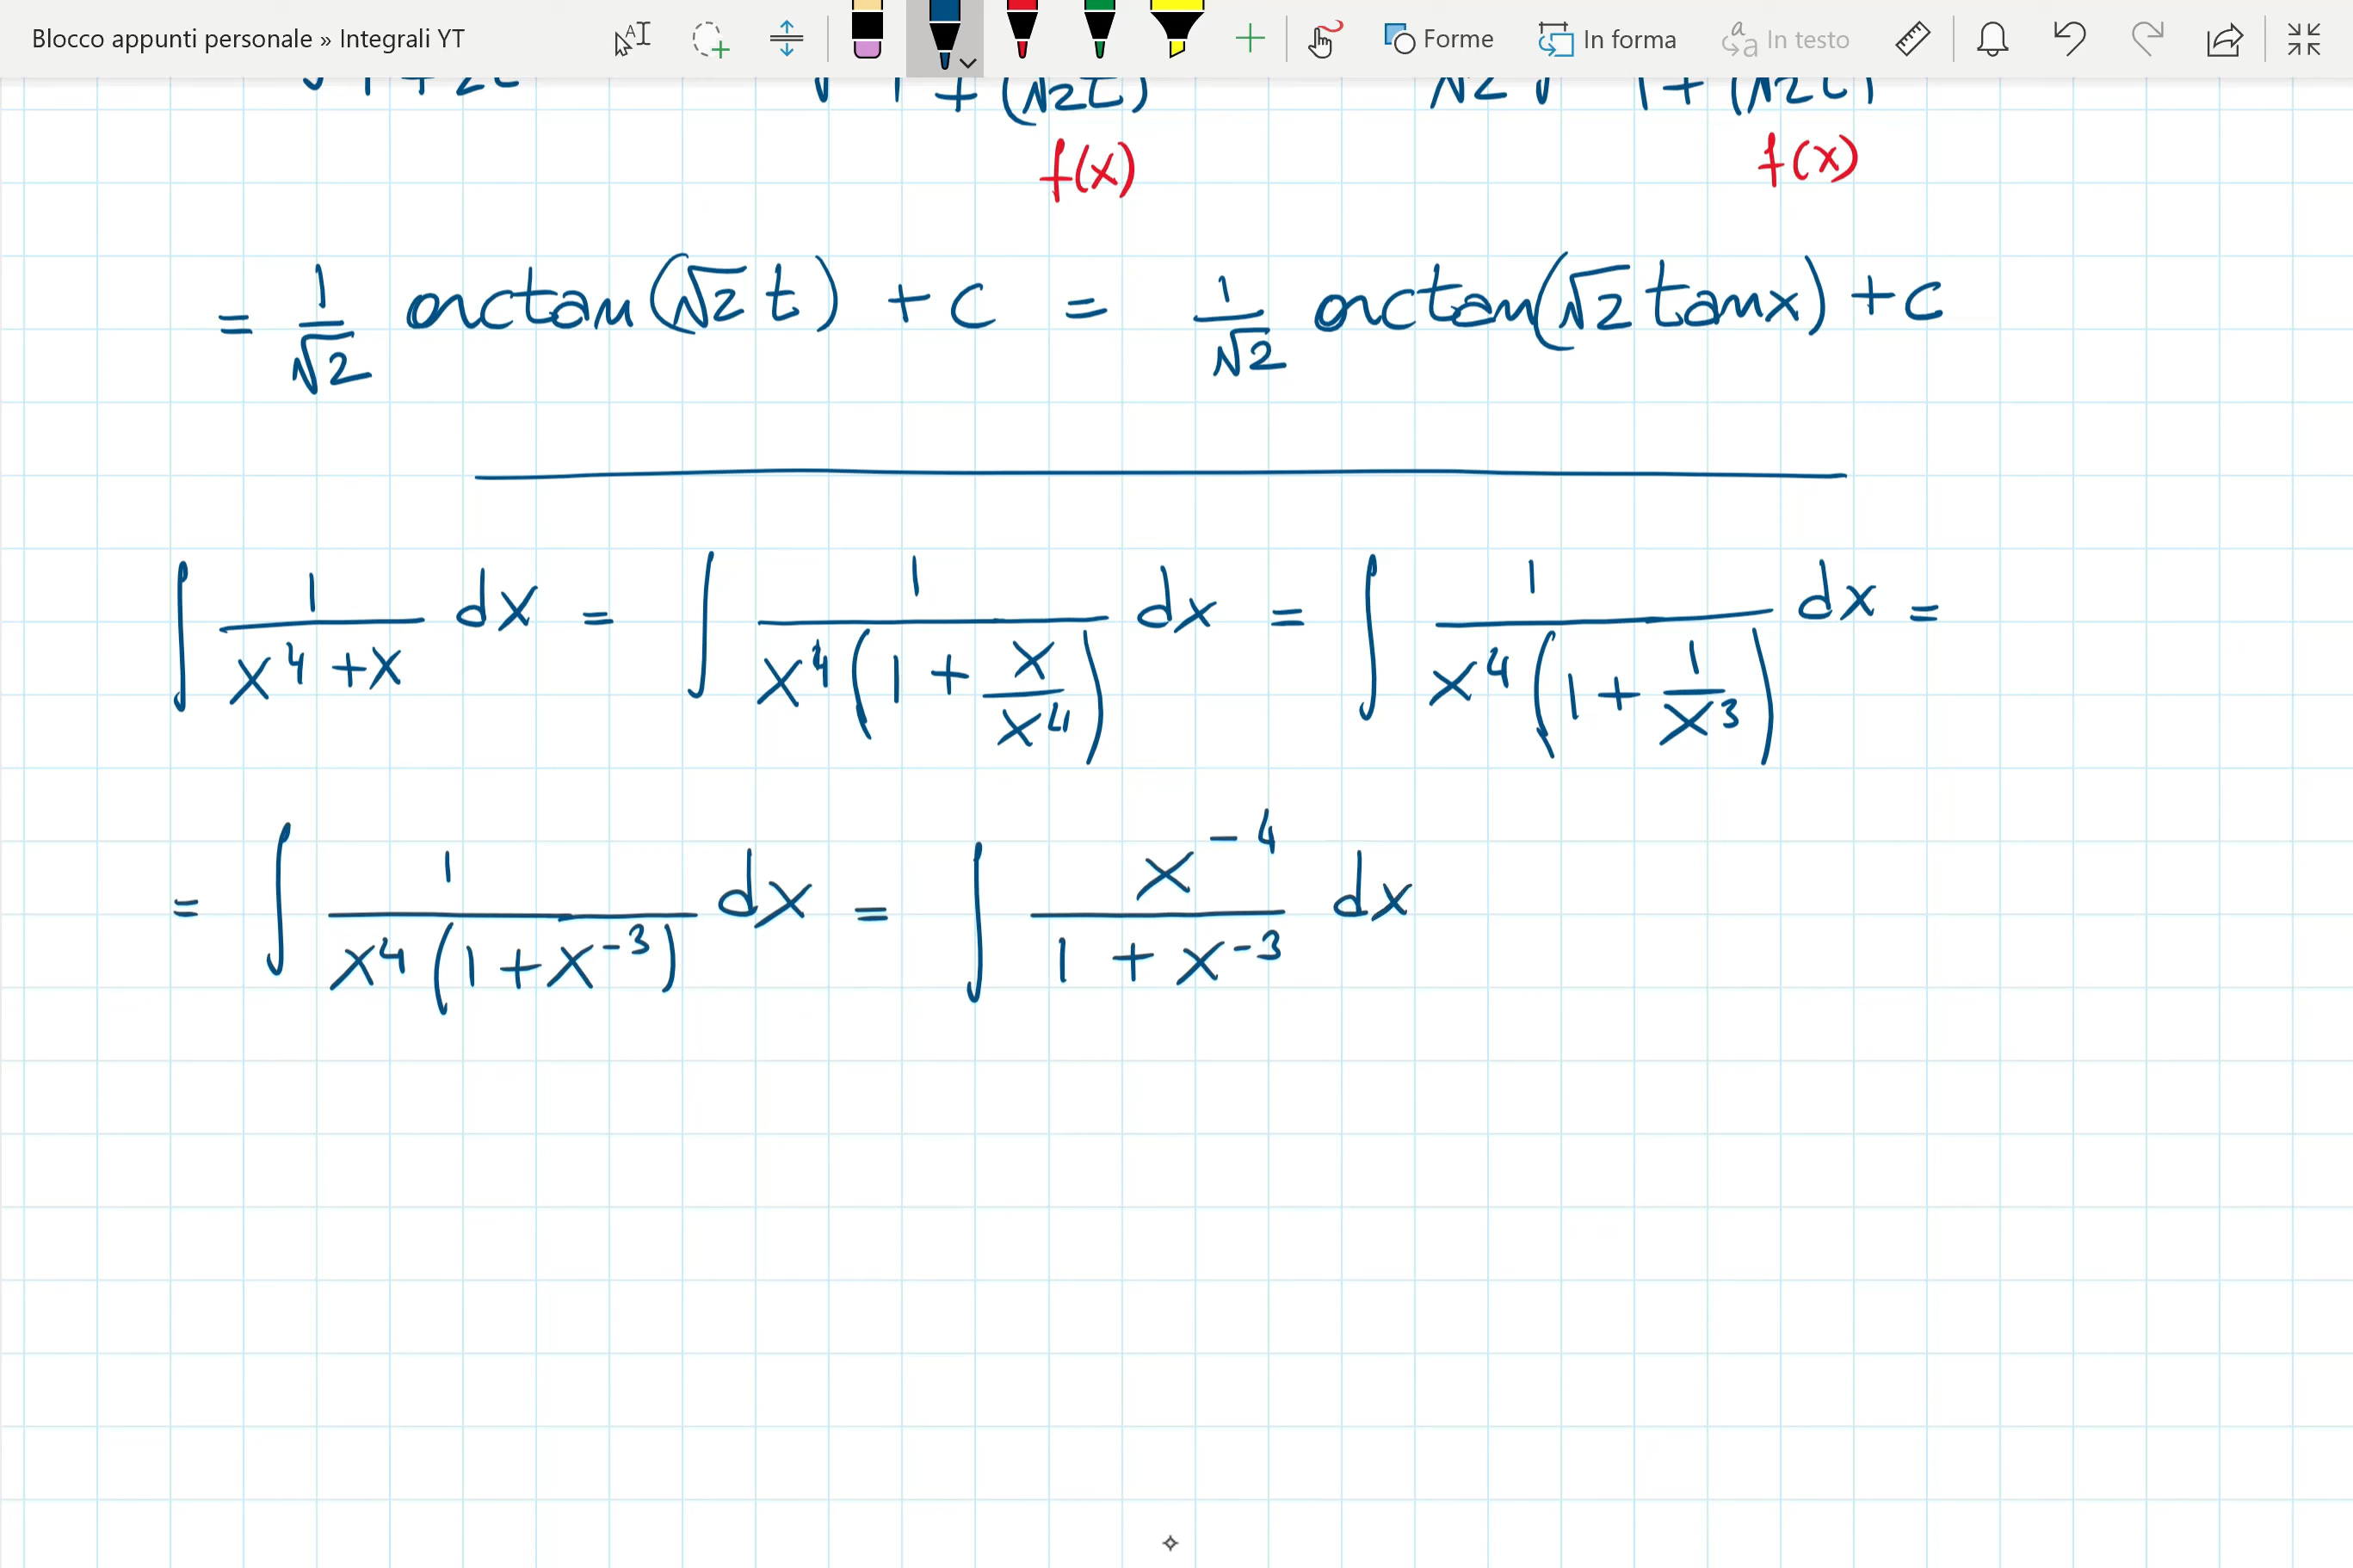 Blocco appunti personale » Integrali YT Forme In forma In testo
f(x) f(x)
= 1/√2 arctan(√2 t) + c = 1/√2 arctan(√2 tan x) + c
∫ 1/(x⁴ + x) dx = ∫ 1/(x⁴(1 + x/x⁴)) dx = ∫ 1/(x⁴(1 + 1/x³)) dx =
= ∫ 1/(x⁴(1 + x⁻³)) dx = ∫ x⁻⁴/(1 + x⁻³) dx